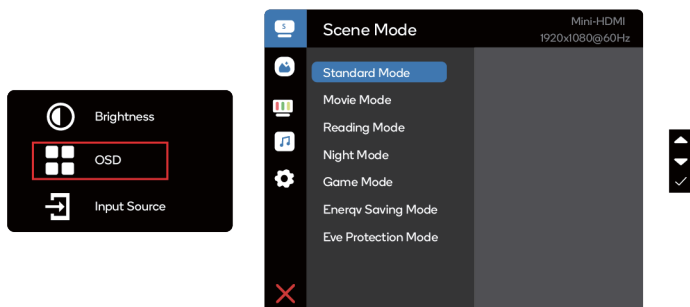 Brightness
OSD
Input Source
S
Scene Mode
Mini-HDMI
1920x1080@60Hz
Standard Mode
Movie Mode
Reading Mode
Night Mode
Game Mode
Energv Saving Mode
Eve Protection Mode